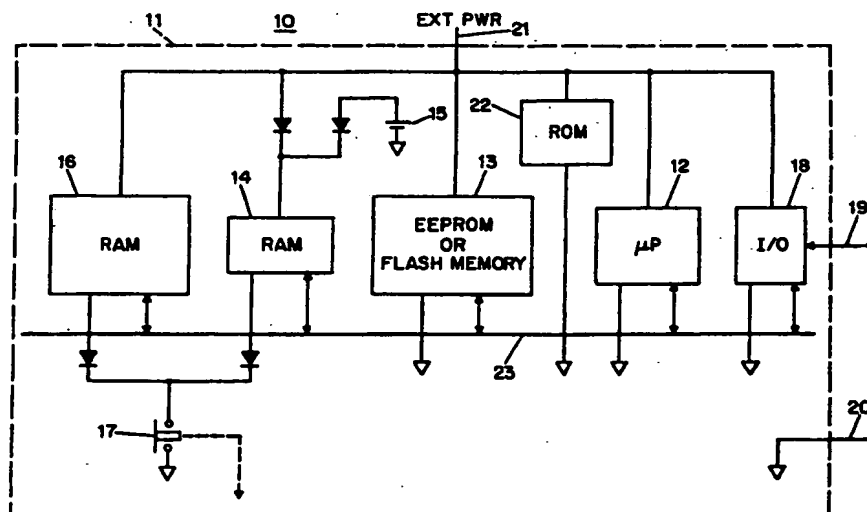 EXT PWR
11
10
21
15
22
ROM
16
14
13
12
18
19
RAM
RAM
EEPROM
OR
FLASH MEMORY
μP
I/O
23
17
20